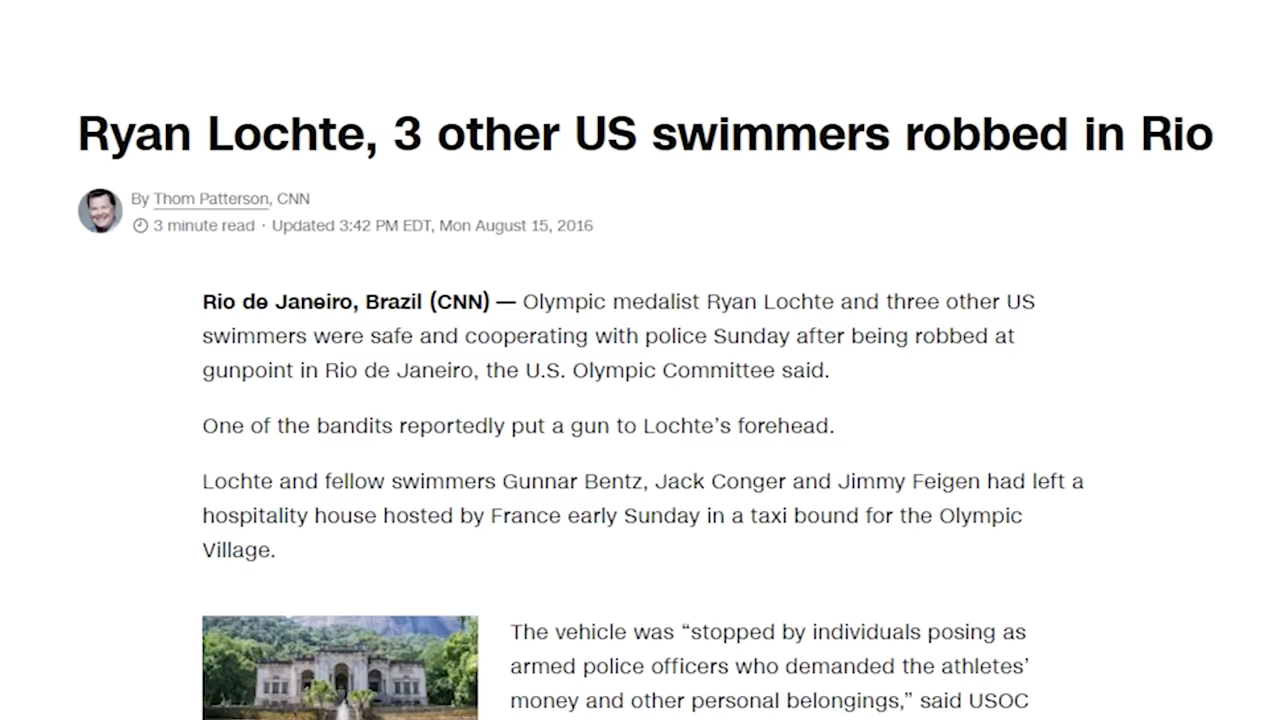 Ryan Lochte, 3 other US swimmers robbed in Rio
By Thom Patterson, CNN
3 minute read · Updated 3:42 PM EDT, Mon August 15, 2016
Rio de Janeiro, Brazil (CNN) — Olympic medalist Ryan Lochte and three other US
swimmers were safe and cooperating with police Sunday after being robbed at
gunpoint in Rio de Janeiro, the U.S. Olympic Committee said.
One of the bandits reportedly put a gun to Lochte’s forehead.
Lochte and fellow swimmers Gunnar Bentz, Jack Conger and Jimmy Feigen had left a
hospitality house hosted by France early Sunday in a taxi bound for the Olympic
Village.
The vehicle was “stopped by individuals posing as
armed police officers who demanded the athletes’
money and other personal belongings,” said USOC